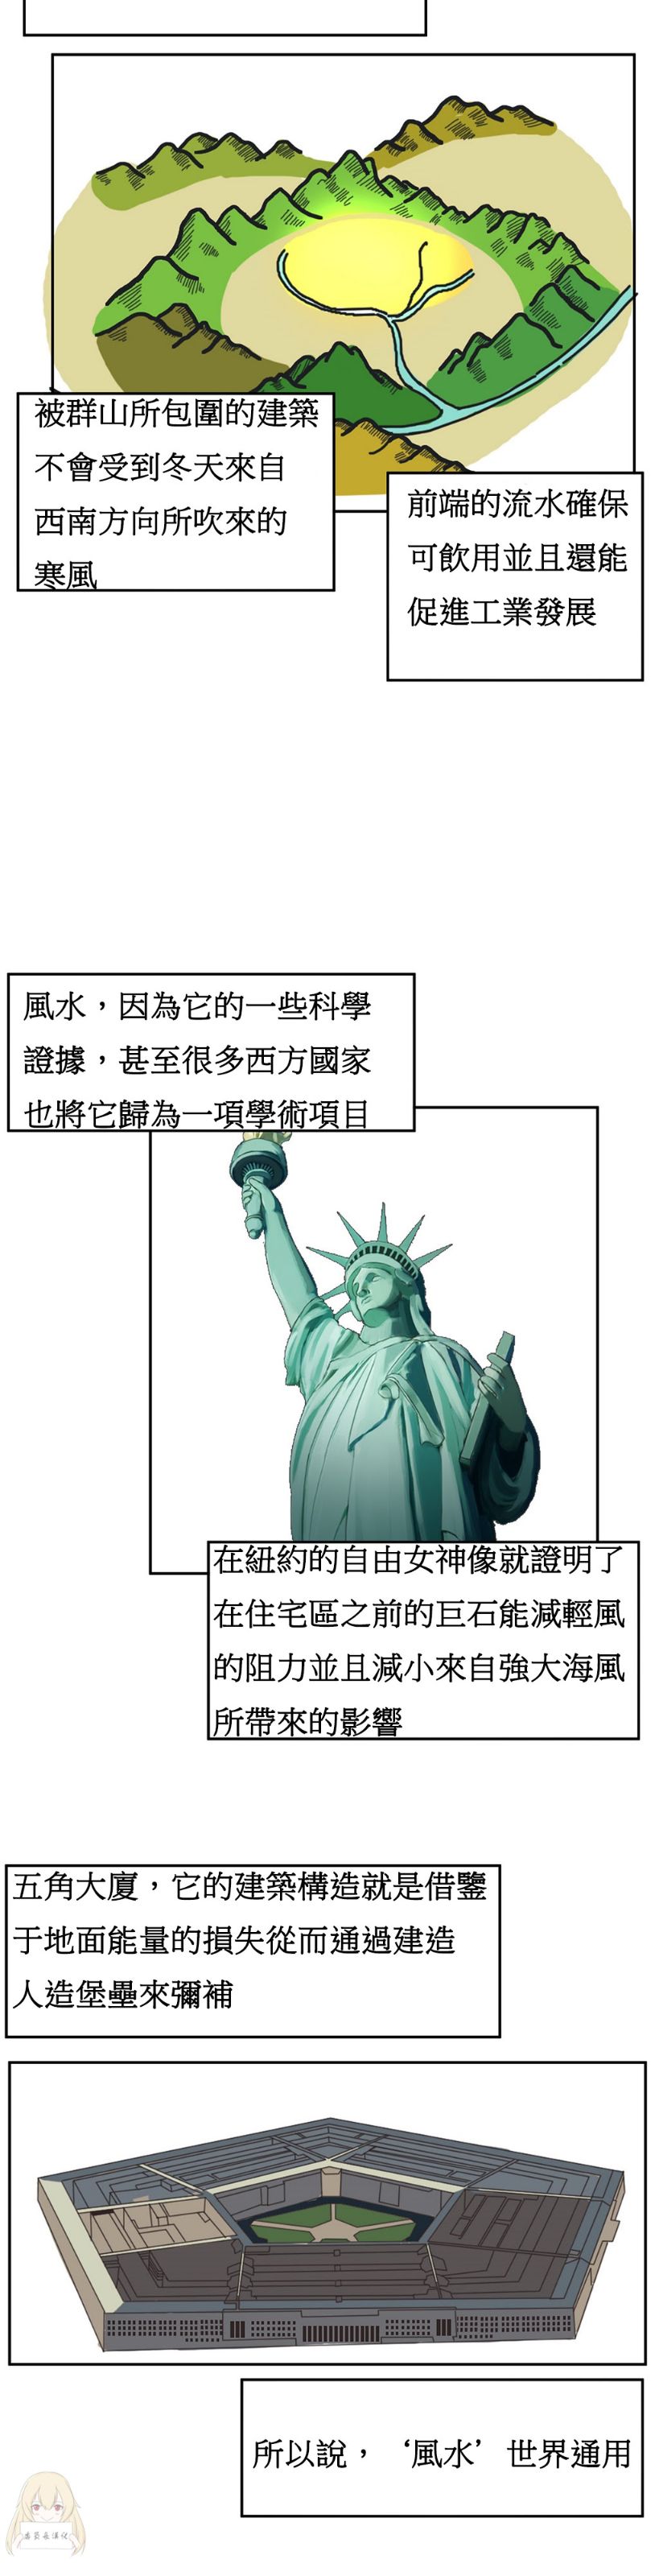 被群山所包圍的建築
不會受到冬天來自
西南方向所吹來的
寒風
前端的流水確保
可飲用並且還能
促進工業發展
風水，因為它的一些科學
證據，甚至很多西方國家
也將它歸為一項學術項目
在紐約的自由女神像就證明了
在住宅區之前的巨石能減輕風
的阻力並且減小來自強大海風
所帶來的影響
五角大廈，它的建築構造就是借鑒
于地面能量的損失從而通過建造
人造堡壘來彌補
所以說，‘風水’世界通用